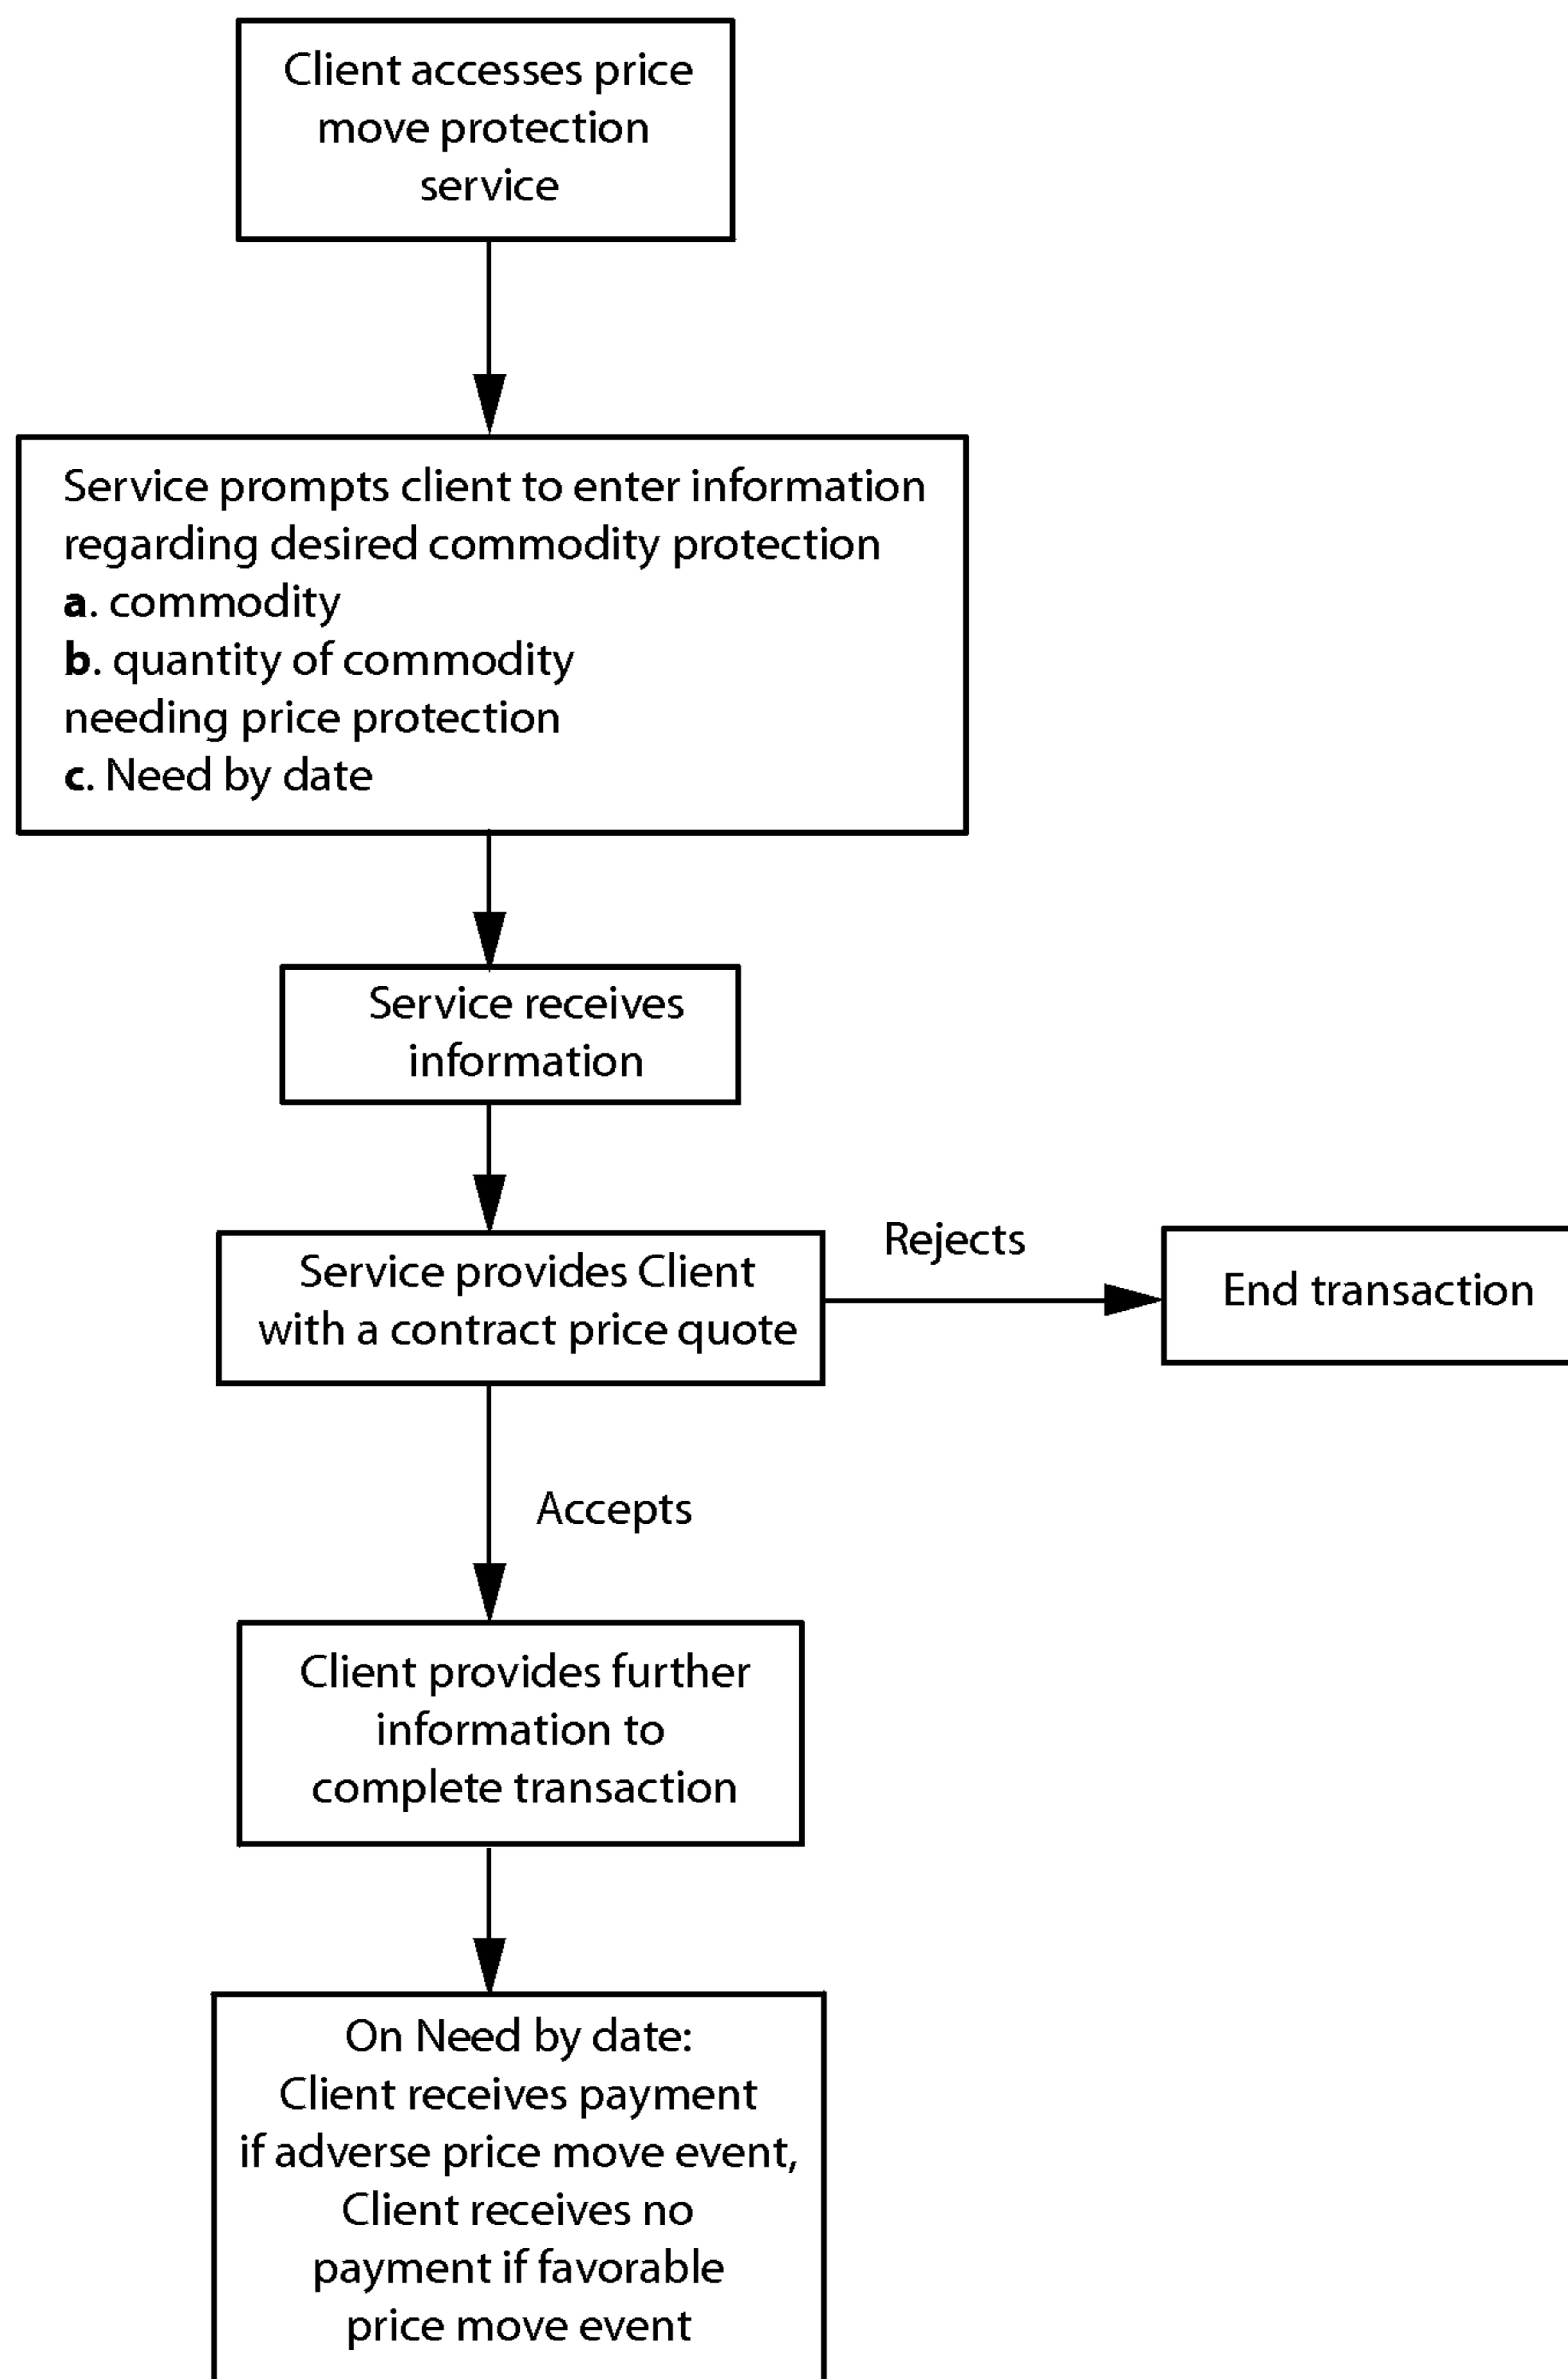 Client accesses price
move protection
service
Service prompts client to enter information
regarding desired commodity protection
a. commodity
b. quantity of commodity
needing price protection
c. Need by date
Service receives
information
Service provides Client
with a contract price quote
Rejects
End transaction
Accepts
Client provides further
information to
complete transaction
On Need by date:
Client receives payment
if adverse price move event,
Client receives no
payment if favorable
price move event